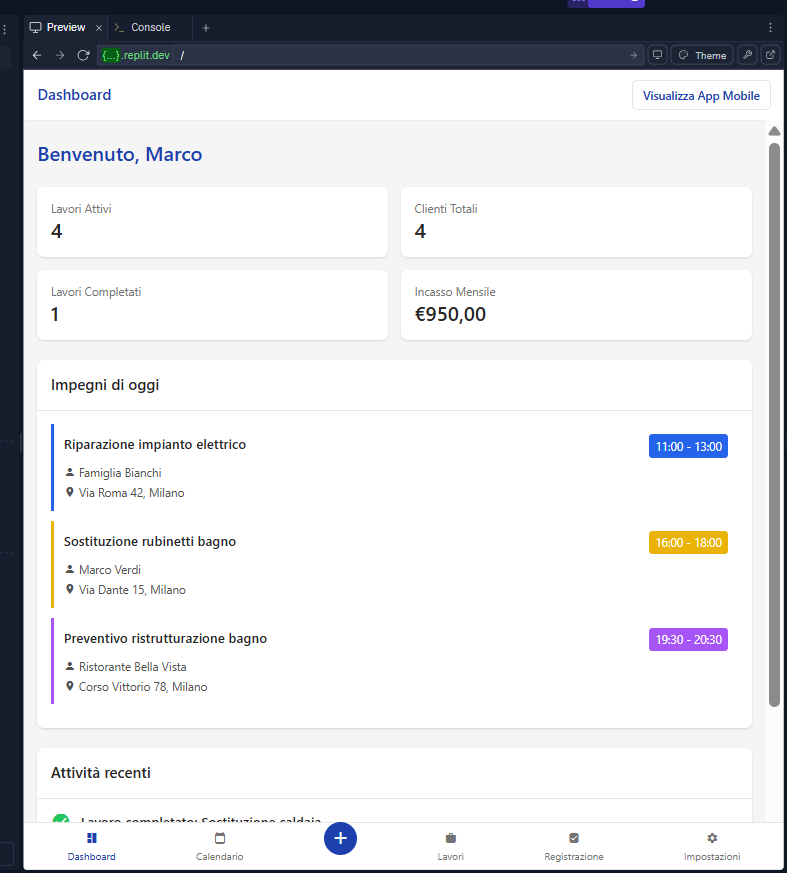 Preview
Console
{...}.replit.dev /
Theme
Dashboard
Visualizza App Mobile
Benvenuto, Marco
Lavori Attivi
4
Clienti Totali
4
Lavori Completati
1
Incasso Mensile
€950,00
Impegni di oggi
Riparazione impianto elettrico
11:00 - 13:00
Famiglia Bianchi
Via Roma 42, Milano
Sostituzione rubinetti bagno
16:00 - 18:00
Marco Verdi
Via Dante 15, Milano
Preventivo ristrutturazione bagno
19:30 - 20:30
Ristorante Bella Vista
Corso Vittorio 78, Milano
Attività recenti
Lavoro completato: Sostituzione caldaia
Dashboard
Calendario
Lavori
Registrazione
Impostazioni